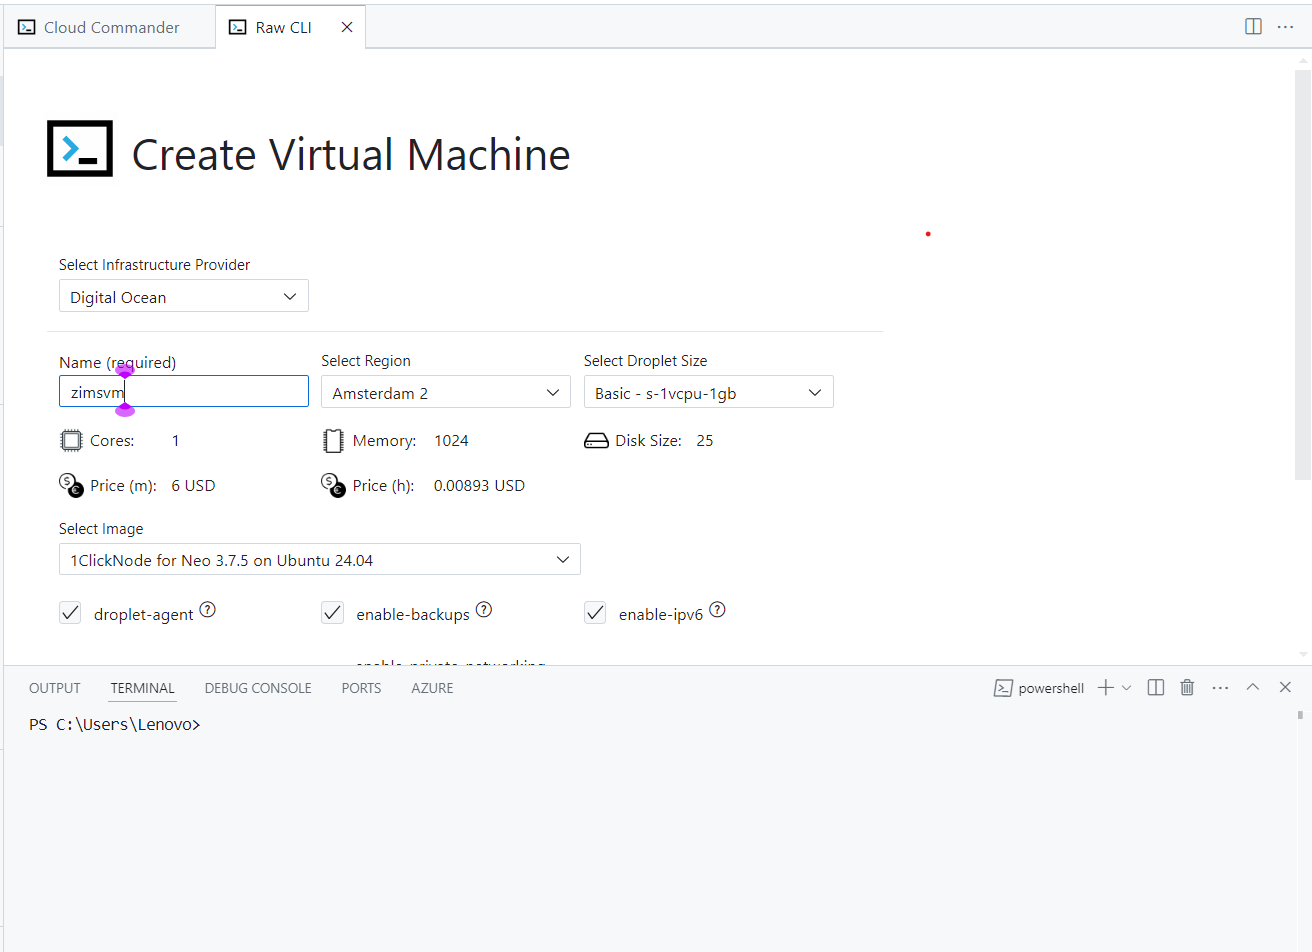 Cloud Commander
Raw CLI
Create Virtual Machine
Select Infrastructure Provider
Digital Ocean
Name (required) Select Region Select Droplet Size
zimsvm Amsterdam 2 Basic - s-1vcpu-1gb
Cores: 1 Memory: 1024 Disk Size: 25
Price (m): 6 USD Price (h): 0.00893 USD
Select Image
1ClickNode for Neo 3.7.5 on Ubuntu 24.04
droplet-agent enable-backups enable-ipv6
enable-private-networking
OUTPUT TERMINAL DEBUG CONSOLE PORTS AZURE powershell
PS C:\Users\Lenovo>